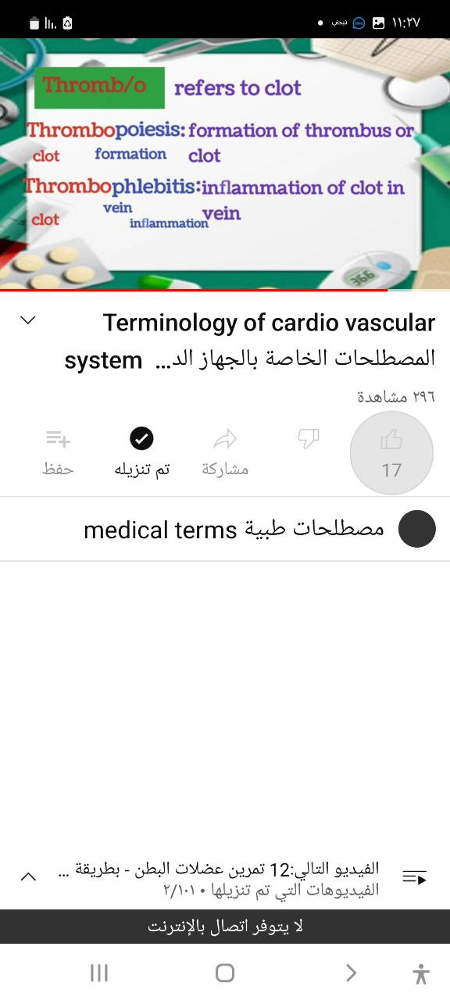 ١١:٢٧
نبض
Thromb/o refers to clot
Thrombopoiesis: formation of thrombus or
clot formation clot
Thrombophlebitis: inflammation of clot in
clot vein inflammation vein
36.6
Terminology of cardio vascular
system المصطلحات الخاصة بالجهاز الد...
٢٩٦ مشاهدة
17
مشاركة
تم تنزيله
حفظ
مصطلحات طبية medical terms
الفيديو التالي:12 تمرين عضلات البطن - بطريقة ...
الفيديوهات التي تم تنزيلها • ٢/١٠١
لا يتوفر اتصال بالإنترنت